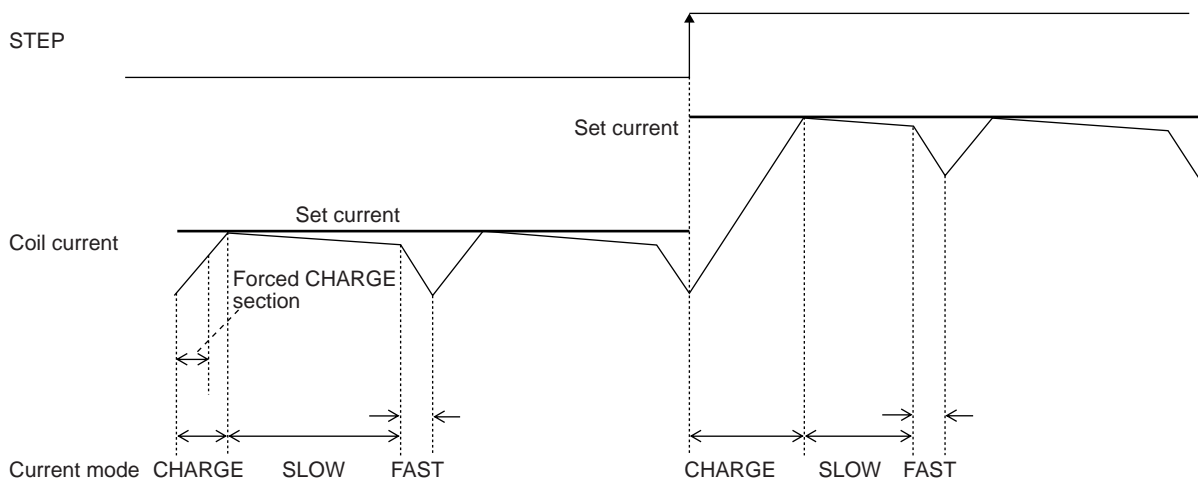 STEP
Set current
Set current
Coil current
Forced CHARGE
section
Current mode CHARGE SLOW FAST CHARGE SLOW FAST